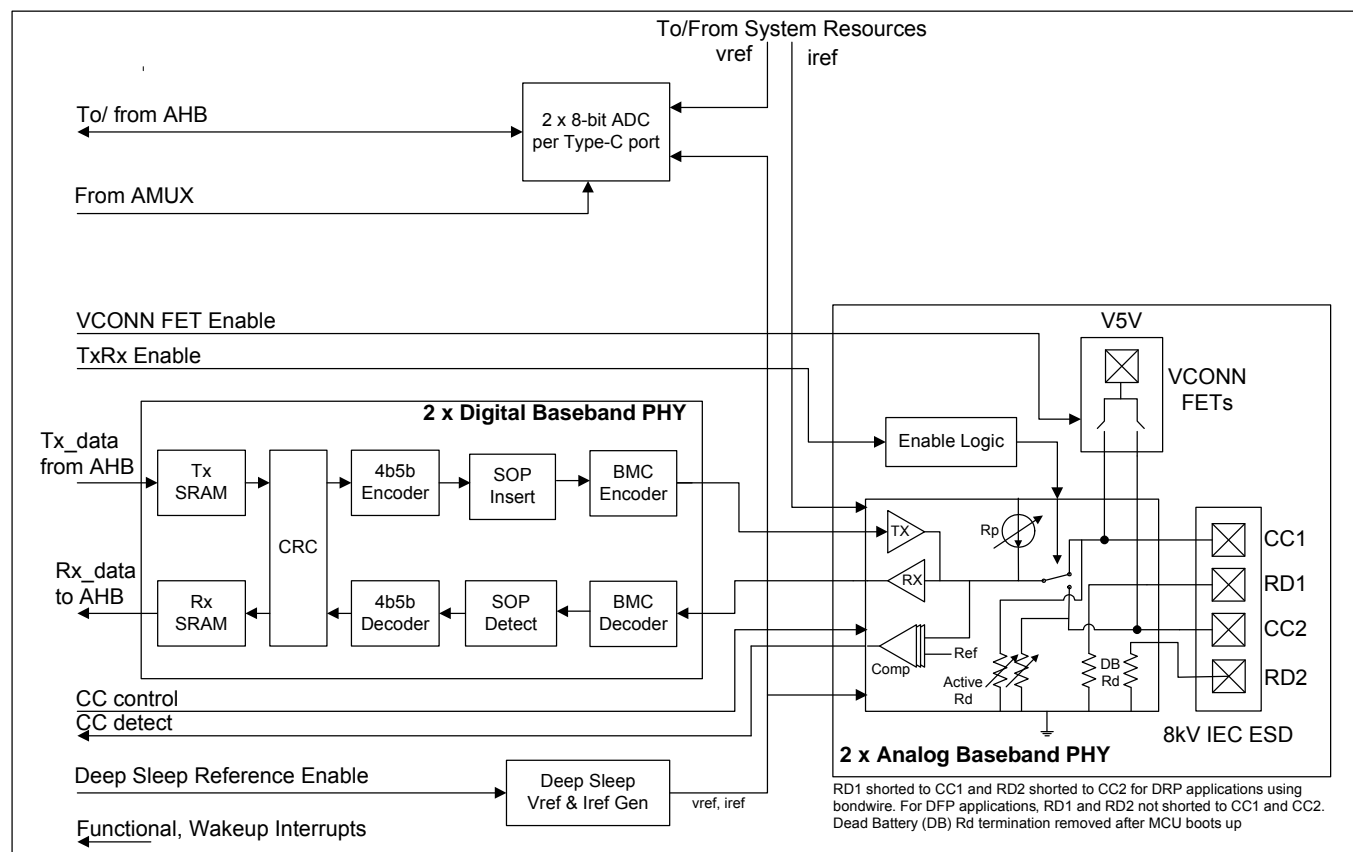 To/From System Resources
vref
iref
To/ from AHB
2 x 8-bit ADC
per Type-C port
From AMUX
VCONN FET Enable
TxRx Enable
V5V
VCONN
FETs
2 x Digital Baseband PHY
Enable Logic
Tx_data
from AHB
Tx
SRAM
CRC
4b5b
Encoder
SOP
Insert
BMC
Encoder
TX
Rp
CC1
Rx_data
to AHB
Rx
SRAM
4b5b
Decoder
SOP
Detect
BMC
Decoder
RX
RD1
CC2
Comp
Ref
Active
Rd
DB
Rd
RD2
CC control
CC detect
8kV IEC ESD
2 x Analog Baseband PHY
Deep Sleep Reference Enable
Deep Sleep
Vref & Iref Gen
vref, iref
RD1 shorted to CC1 and RD2 shorted to CC2 for DRP applications using
bondwire. For DFP applications, RD1 and RD2 not shorted to CC1 and CC2.
Dead Battery (DB) Rd termination removed after MCU boots up
Functional, Wakeup Interrupts